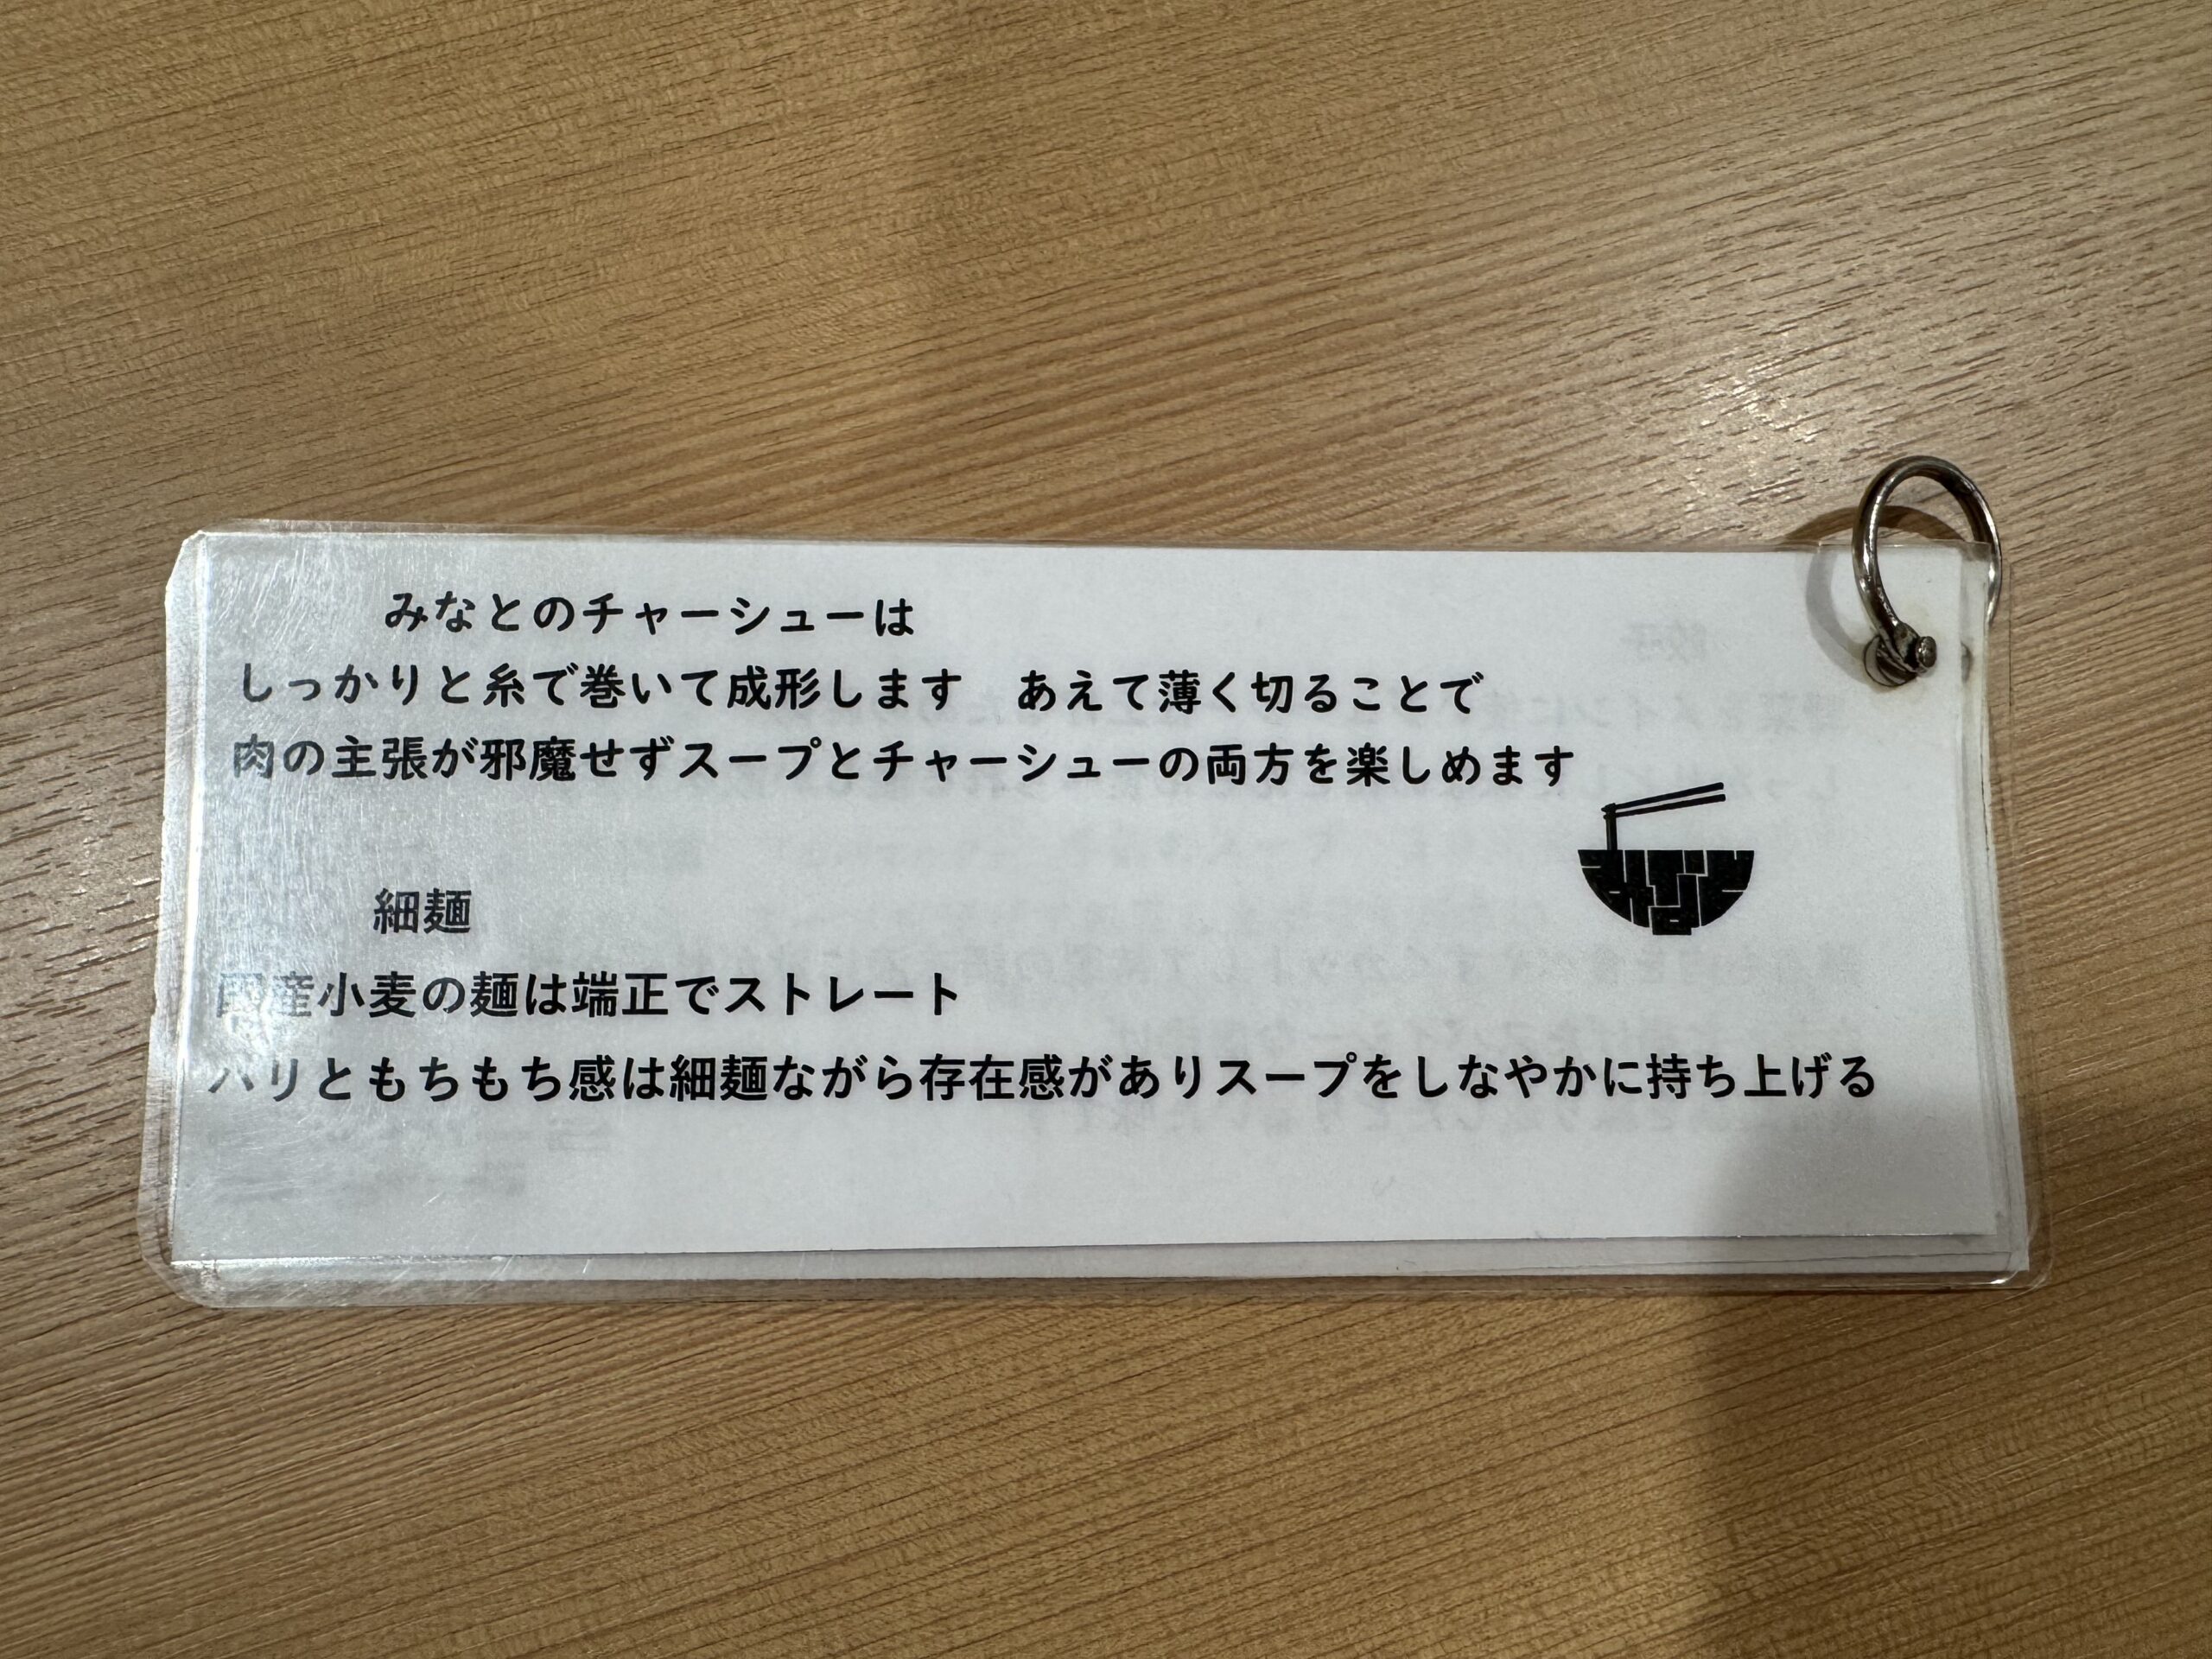 みなとのチャーシューは
しっかりと糸で巻いて成形します　あえて薄く切ることで
肉の主張が邪魔せずスープとチャーシューの両方を楽しめます
細麺
国産小麦の麺は端正でストレート
ハリともちもち感は細麺ながら存在感がありスープをしなやかに持ち上げる